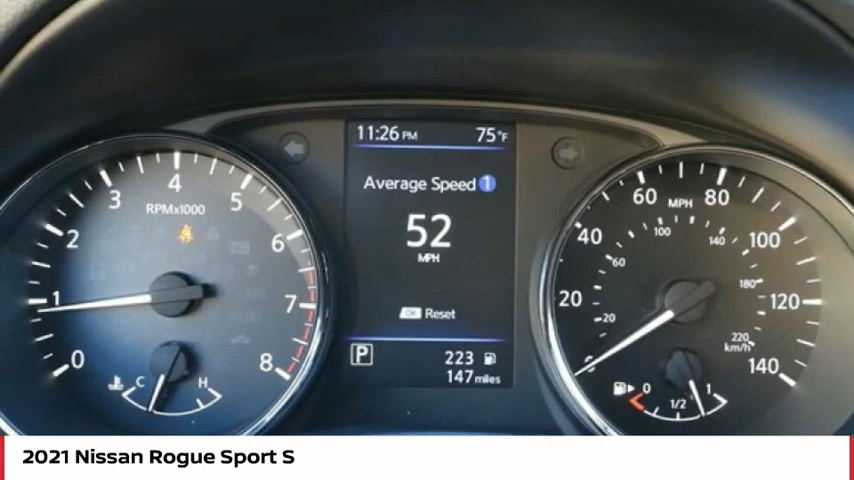 11:26 PM 75°F
Average Speed 1
52
MPH
OK Reset
P 223
147 miles
0 1 2 3 4 5 6 7 8
RPMx1000
C H
0 20 40 60 80 100 120 140
MPH
20 60 100 140 180 220
km/h
0 1/2 1
2021 Nissan Rogue Sport S